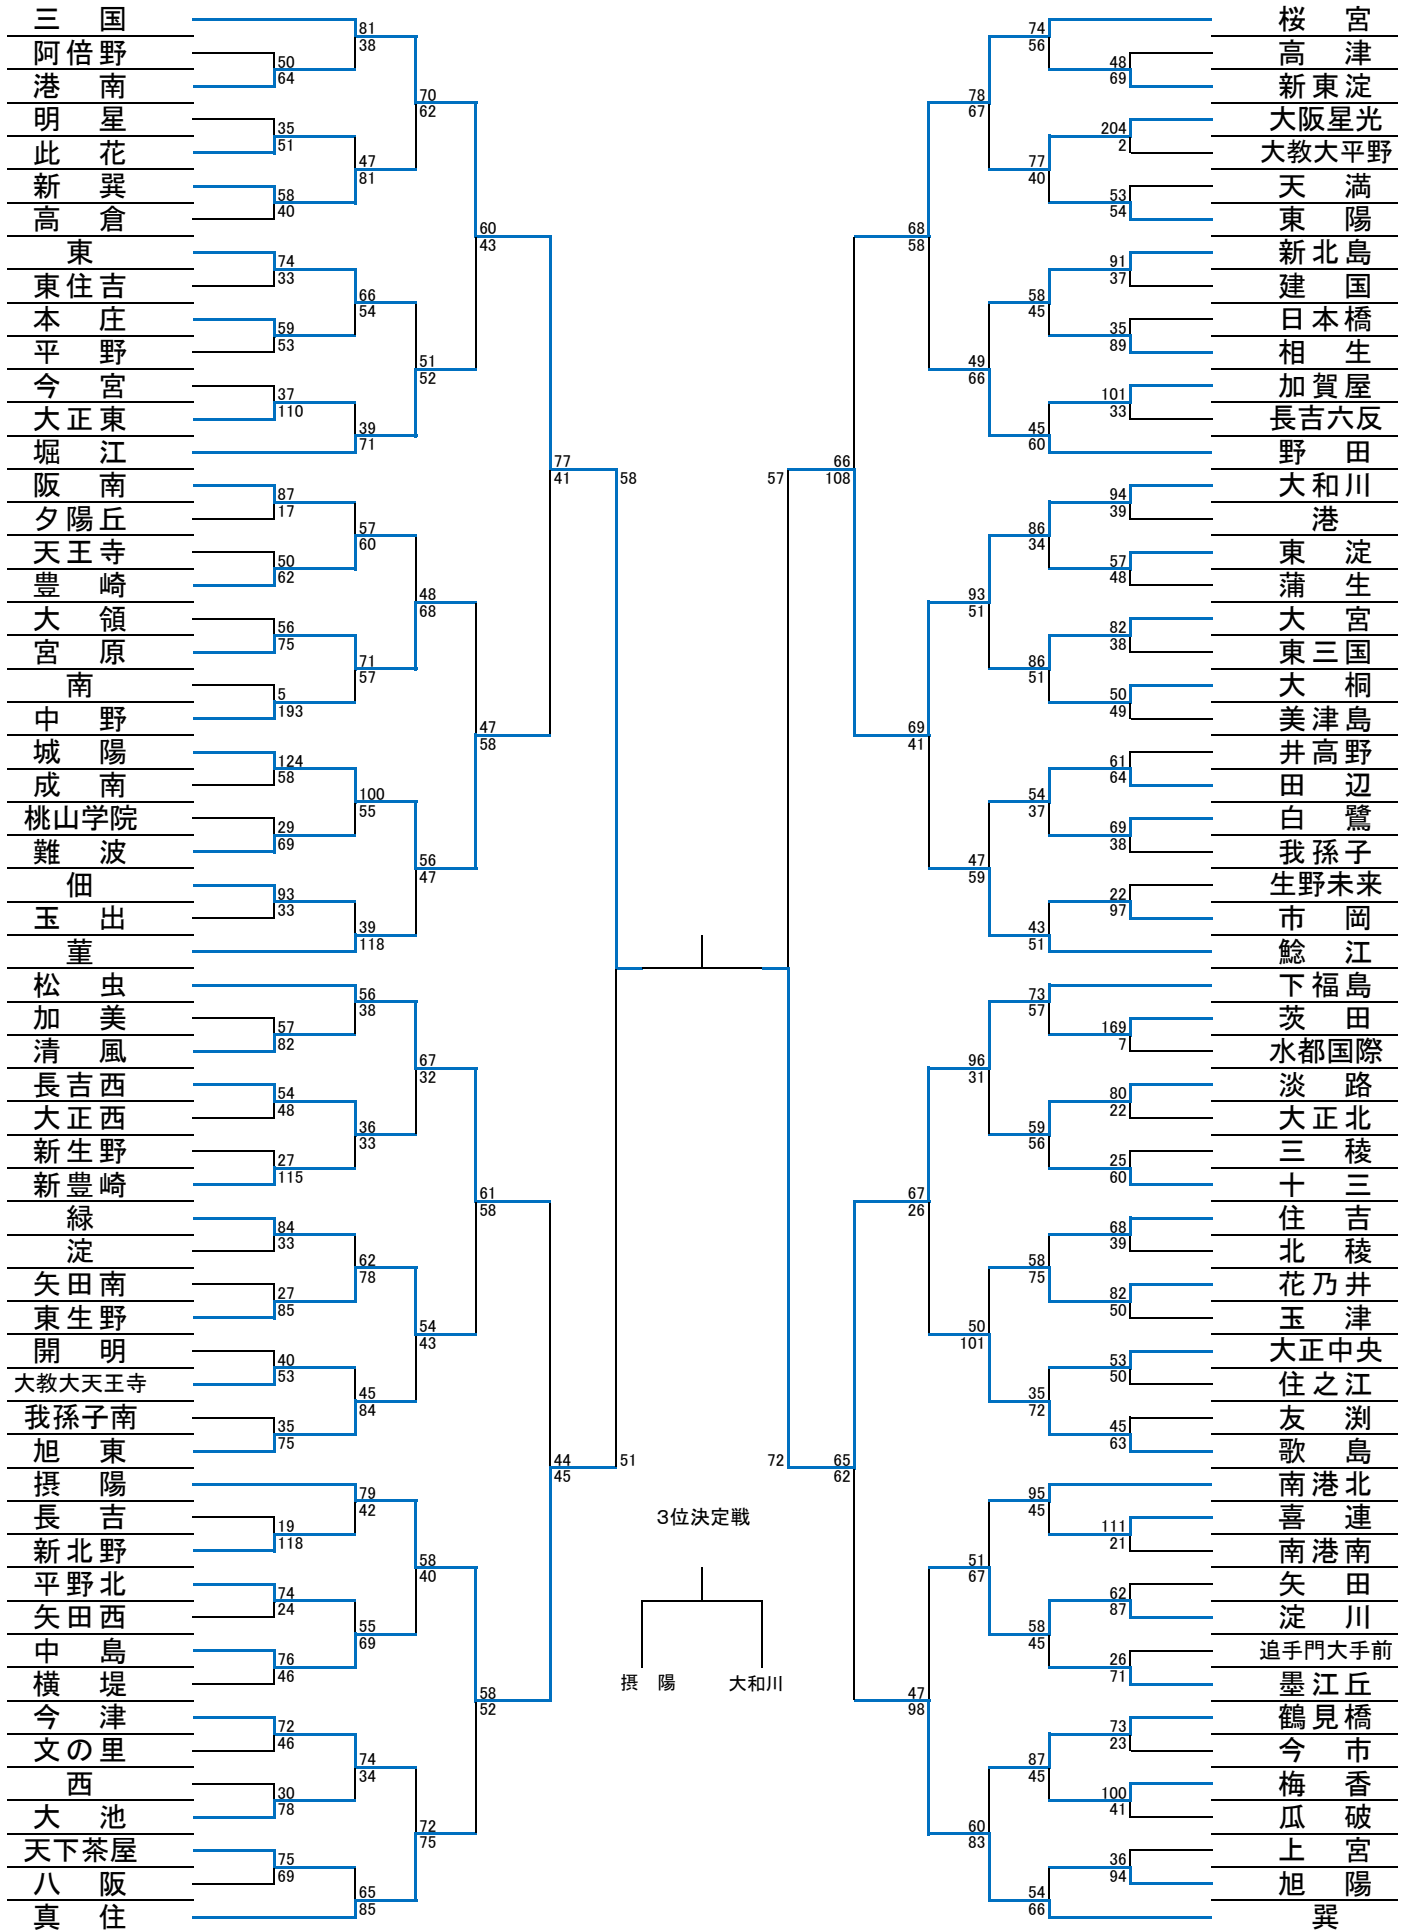 三国
阿倍野
港南
明星
此花
新巽
高倉
東
東住吉
本庄
平野
今宮
大正東
堀江
阪南
夕陽丘
天王寺
豊崎
大領
宮原
南
中野
城陽
成南
桃山学院
難波
佃
玉出
菫
松虫
加美
清風
長吉西
大正西
新生野
新豊崎
緑
淀
矢田南
東生野
開明
大教大天王寺
我孫子南
旭東
摂陽
長吉
新北野
平野北
矢田西
中島
横堤
今津
文の里
西
大池
天下茶屋
八阪
真住
50
64
35
51
58
40
74
33
59
53
37
110
87
17
50
62
56
75
5
193
124
58
29
69
93
33
57
82
54
48
27
115
84
33
27
85
40
53
35
75
19
118
74
24
76
46
72
46
30
78
75
69
81
38
47
81
66
54
39
71
57
60
71
57
100
55
39
118
56
38
36
33
62
78
45
84
79
42
55
69
74
34
65
85
70
62
51
52
48
68
56
47
67
32
54
43
58
40
72
75
60
43
47
58
61
58
58
52
77
41
44
45
58
51
3位決定戦
摂陽
大和川
57
72
66
108
65
62
68
58
69
41
67
26
47
98
78
67
49
66
93
51
47
59
96
31
50
101
51
67
60
83
74
56
77
40
58
45
45
60
86
34
86
51
54
37
43
51
73
57
59
56
58
75
35
72
95
45
58
45
87
45
54
66
48
69
204
2
53
54
91
37
35
89
101
33
94
39
57
48
82
38
50
49
61
64
69
38
22
97
169
7
80
22
25
60
68
39
82
50
53
50
45
63
111
21
62
87
26
71
73
23
100
41
36
94
桜宮
高津
新東淀
大阪星光
大教大平野
天満
東陽
新北島
建国
日本橋
相生
加賀屋
長吉六反
野田
大和川
港
東淀
蒲生
大宮
東三国
大桐
美津島
井高野
田辺
白鷺
我孫子
生野未来
市岡
鯰江
下福島
茨田
水都国際
淡路
大正北
三稜
十三
住吉
北稜
花乃井
玉津
大正中央
住之江
友渕
歌島
南港北
喜連
南港南
矢田
淀川
追手門大手前
墨江丘
鶴見橋
今市
梅香
瓜破
上宮
旭陽
巽